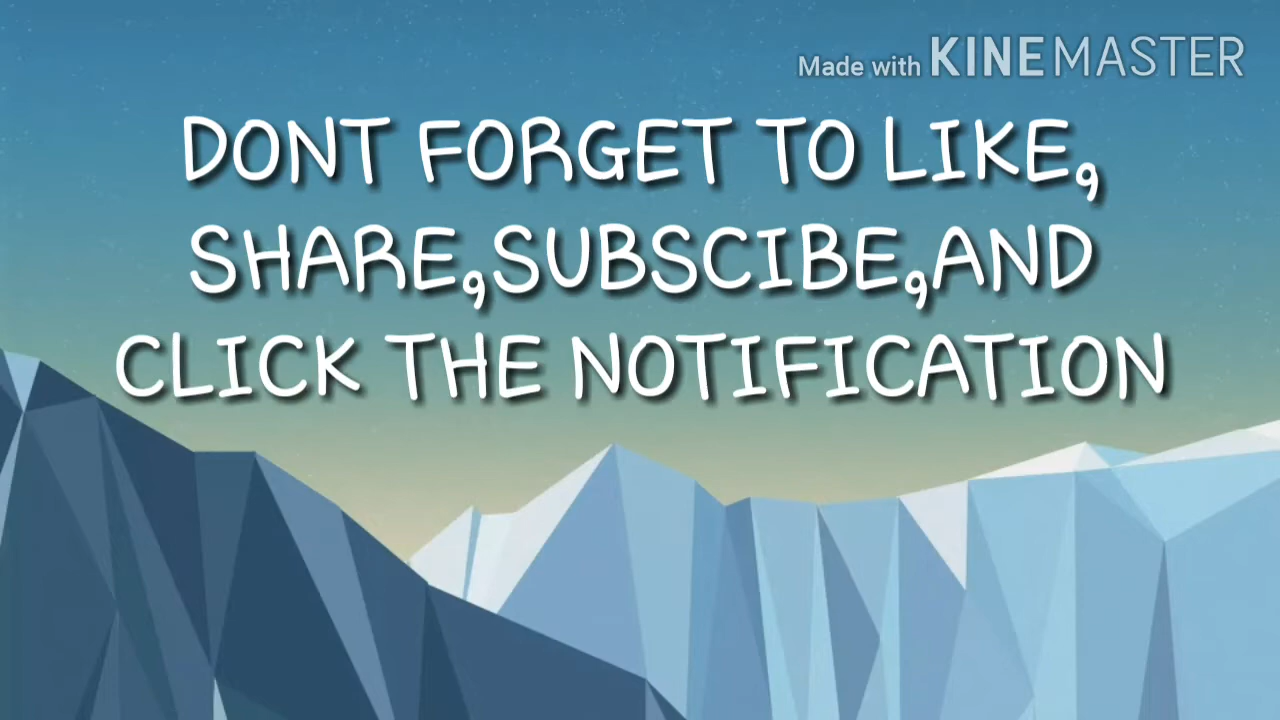 Made with KINEMASTER
DONT FORGET TO LIKE,
SHARE,SUBSCIBE,AND
CLICK THE NOTIFICATION